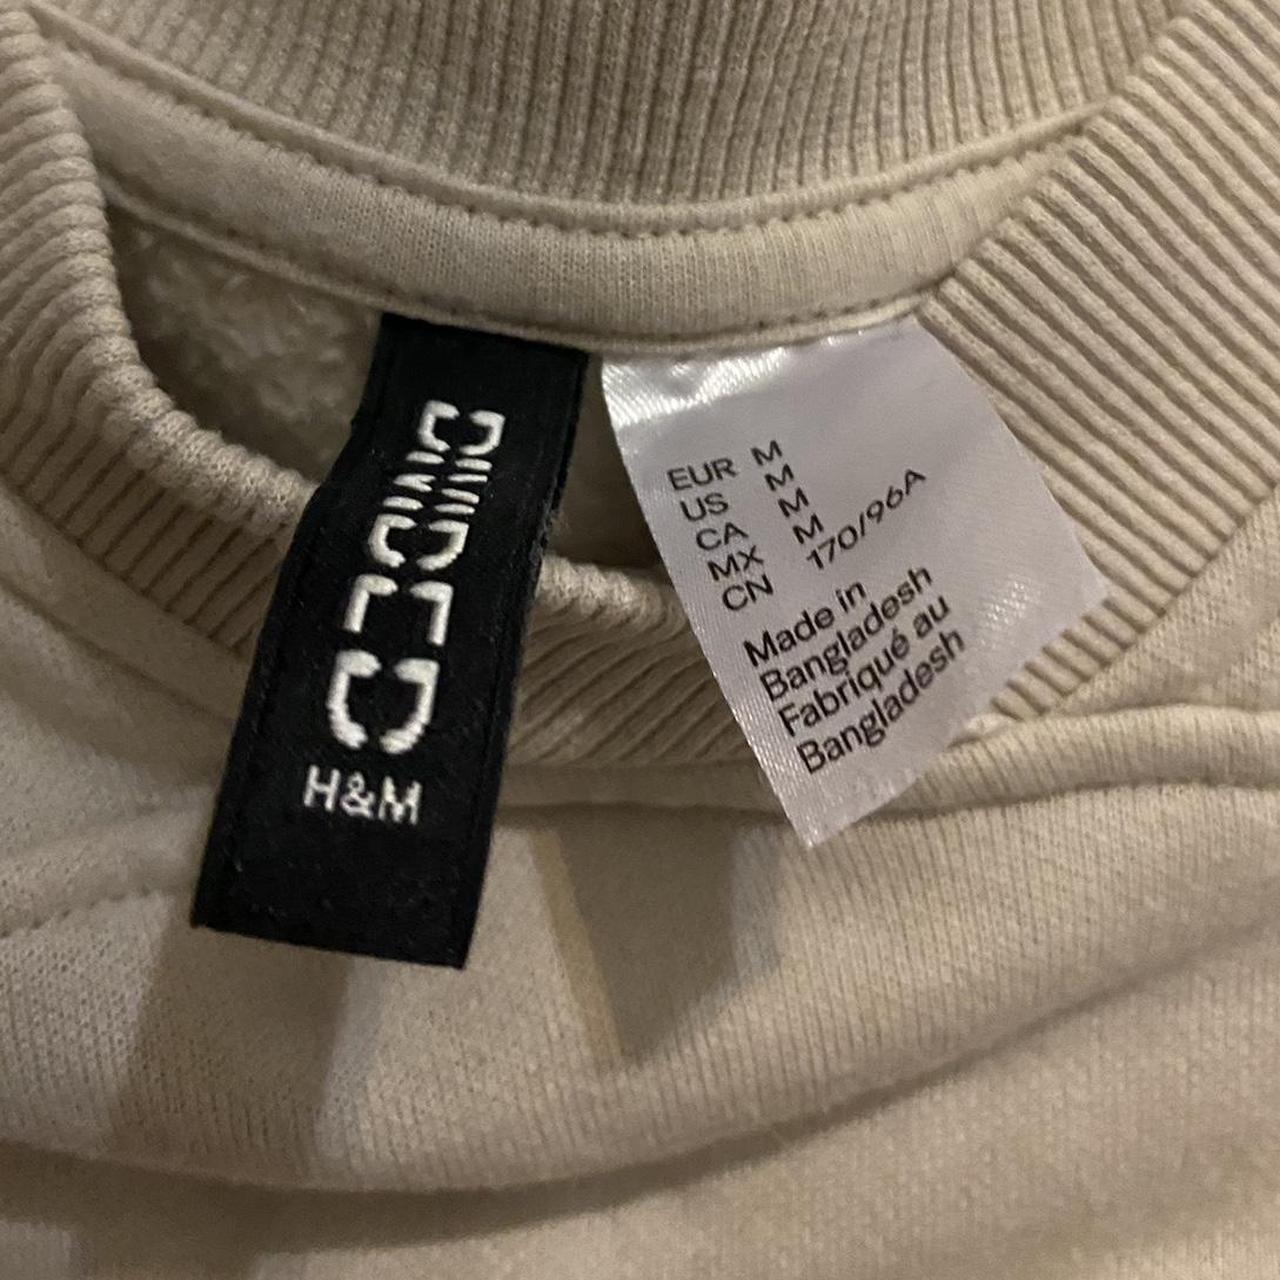 DIVIDED
H&M
EUR M
US M
CA M
MX M
CN 170/96A
Made in
Bangladesh
Fabriqué au
Bangladesh